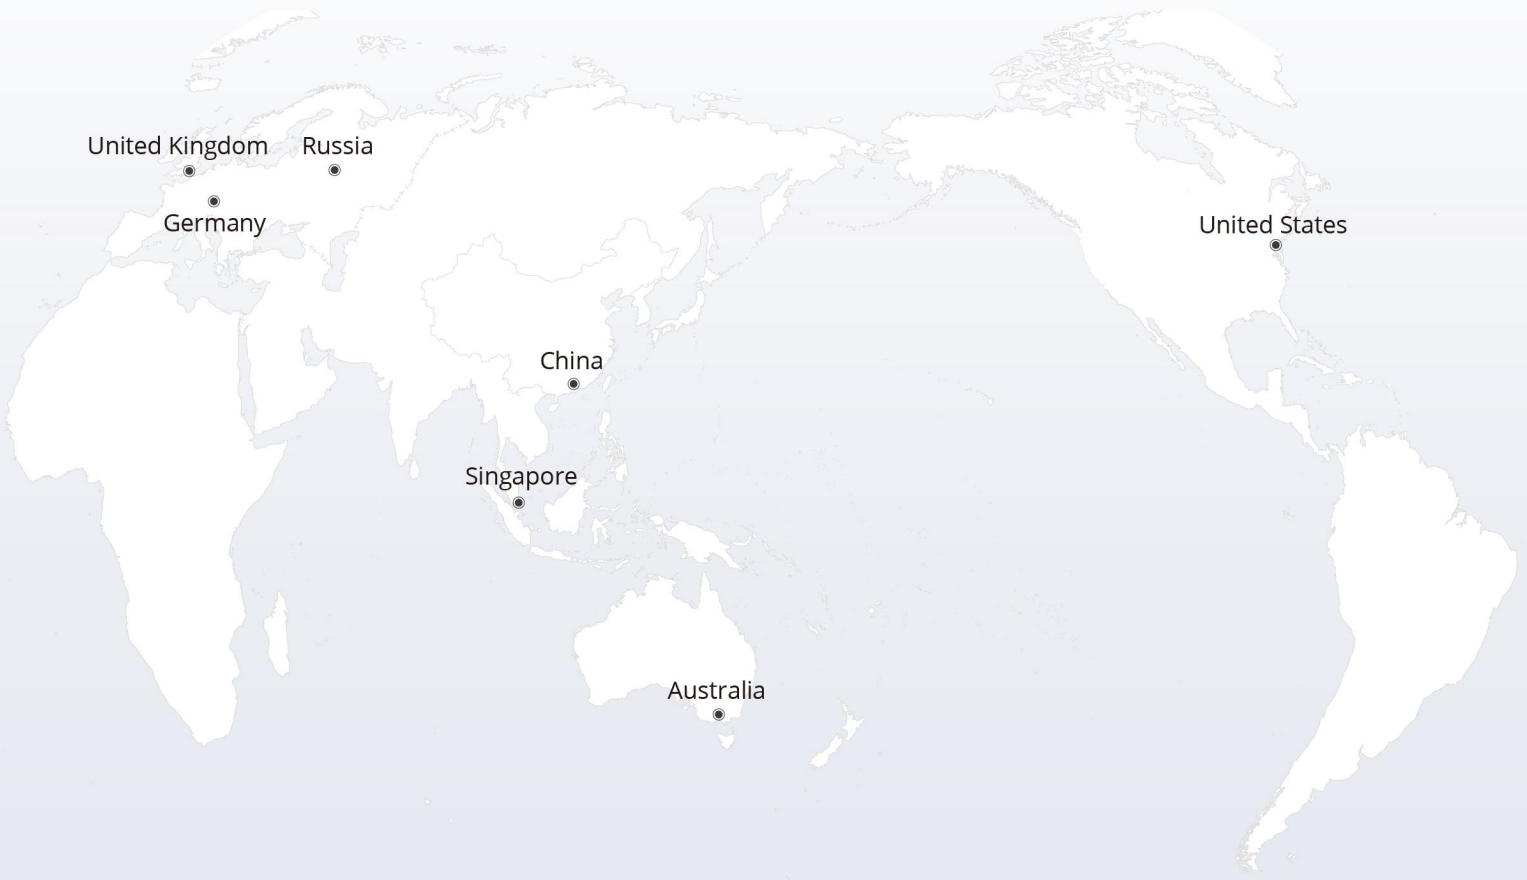 United Kingdom
Russia
Germany
United States
China
Singapore
Australia